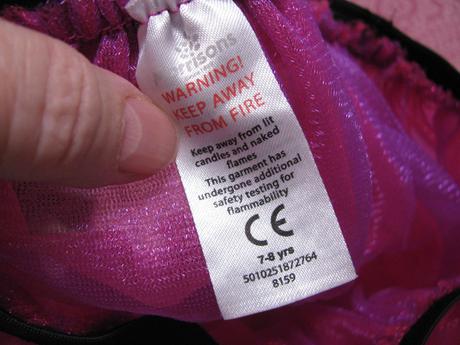 WARNING!
KEEP AWAY
FROM FIRE
Keep away from lit
candles and naked
flames
This garment has
undergone additional
safety testing for
flammability
CE
7-8 yrs
5010251872764
8159